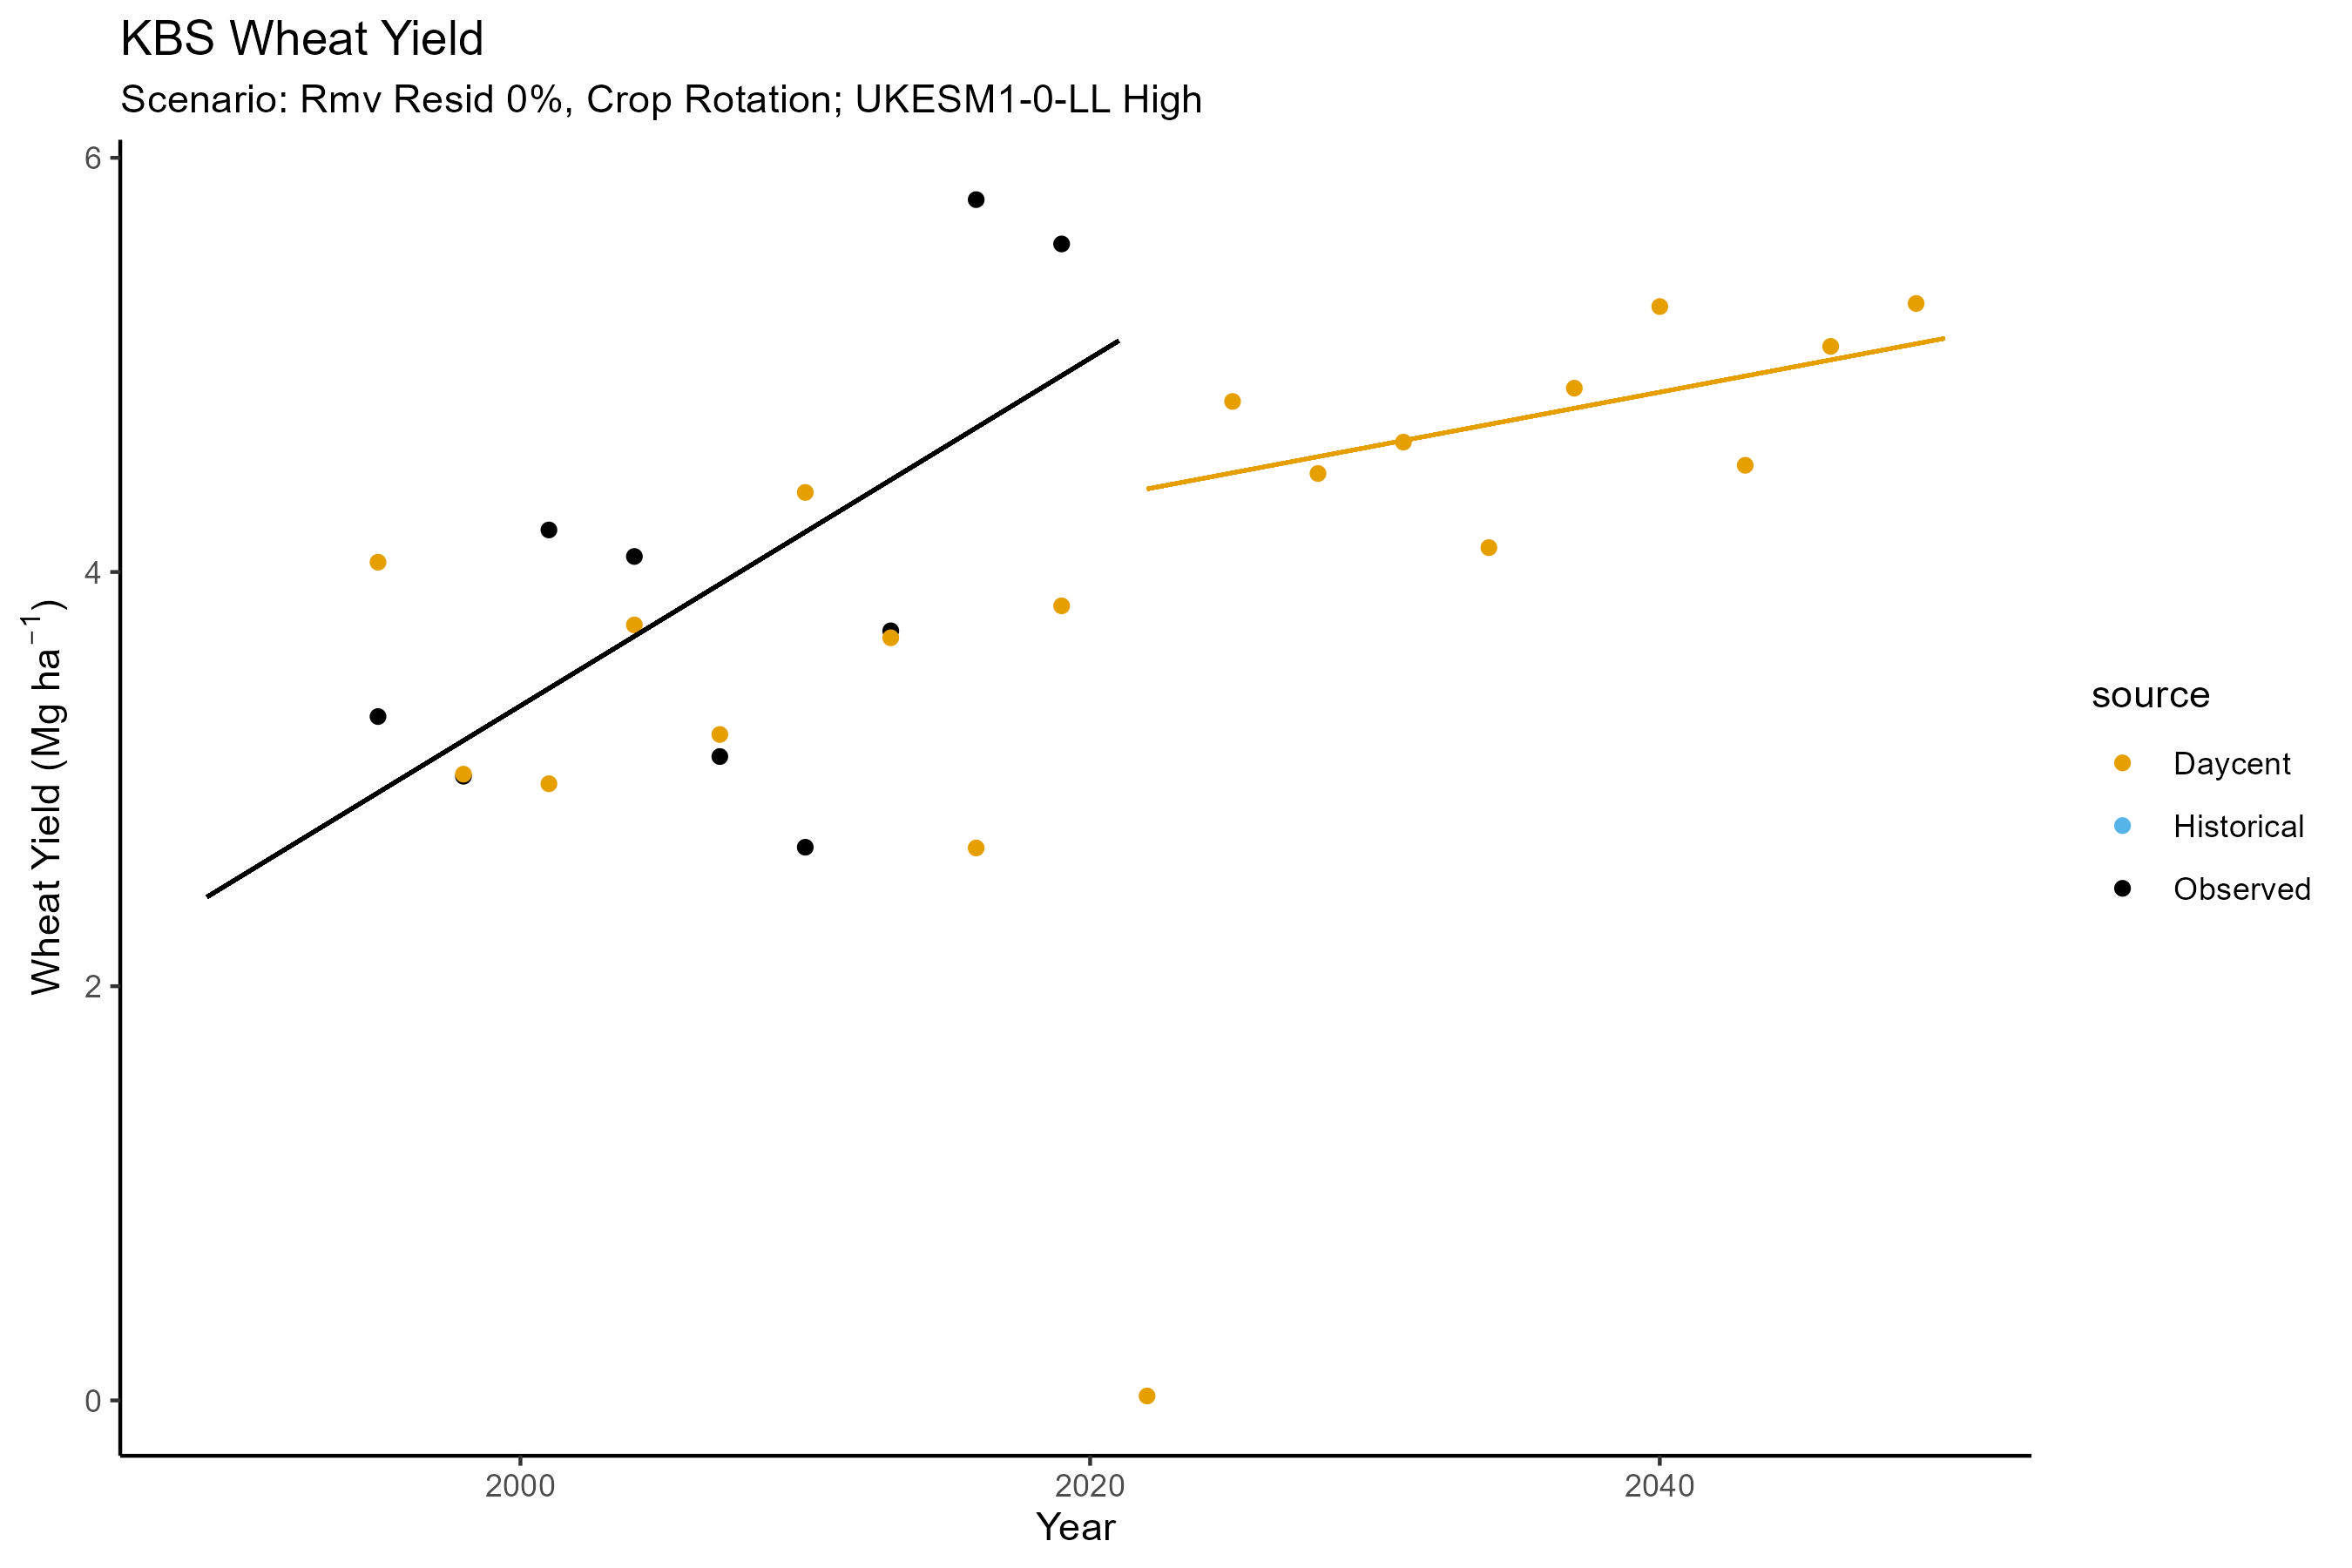 KBS Wheat Yield
Scenario: Rmv Resid 0%, Crop Rotation; UKESM1-0-LL High
Wheat Yield (Mg ha⁻¹)
6
4
2
0
2000
2020
2040
Year
source
Daycent
Historical
Observed